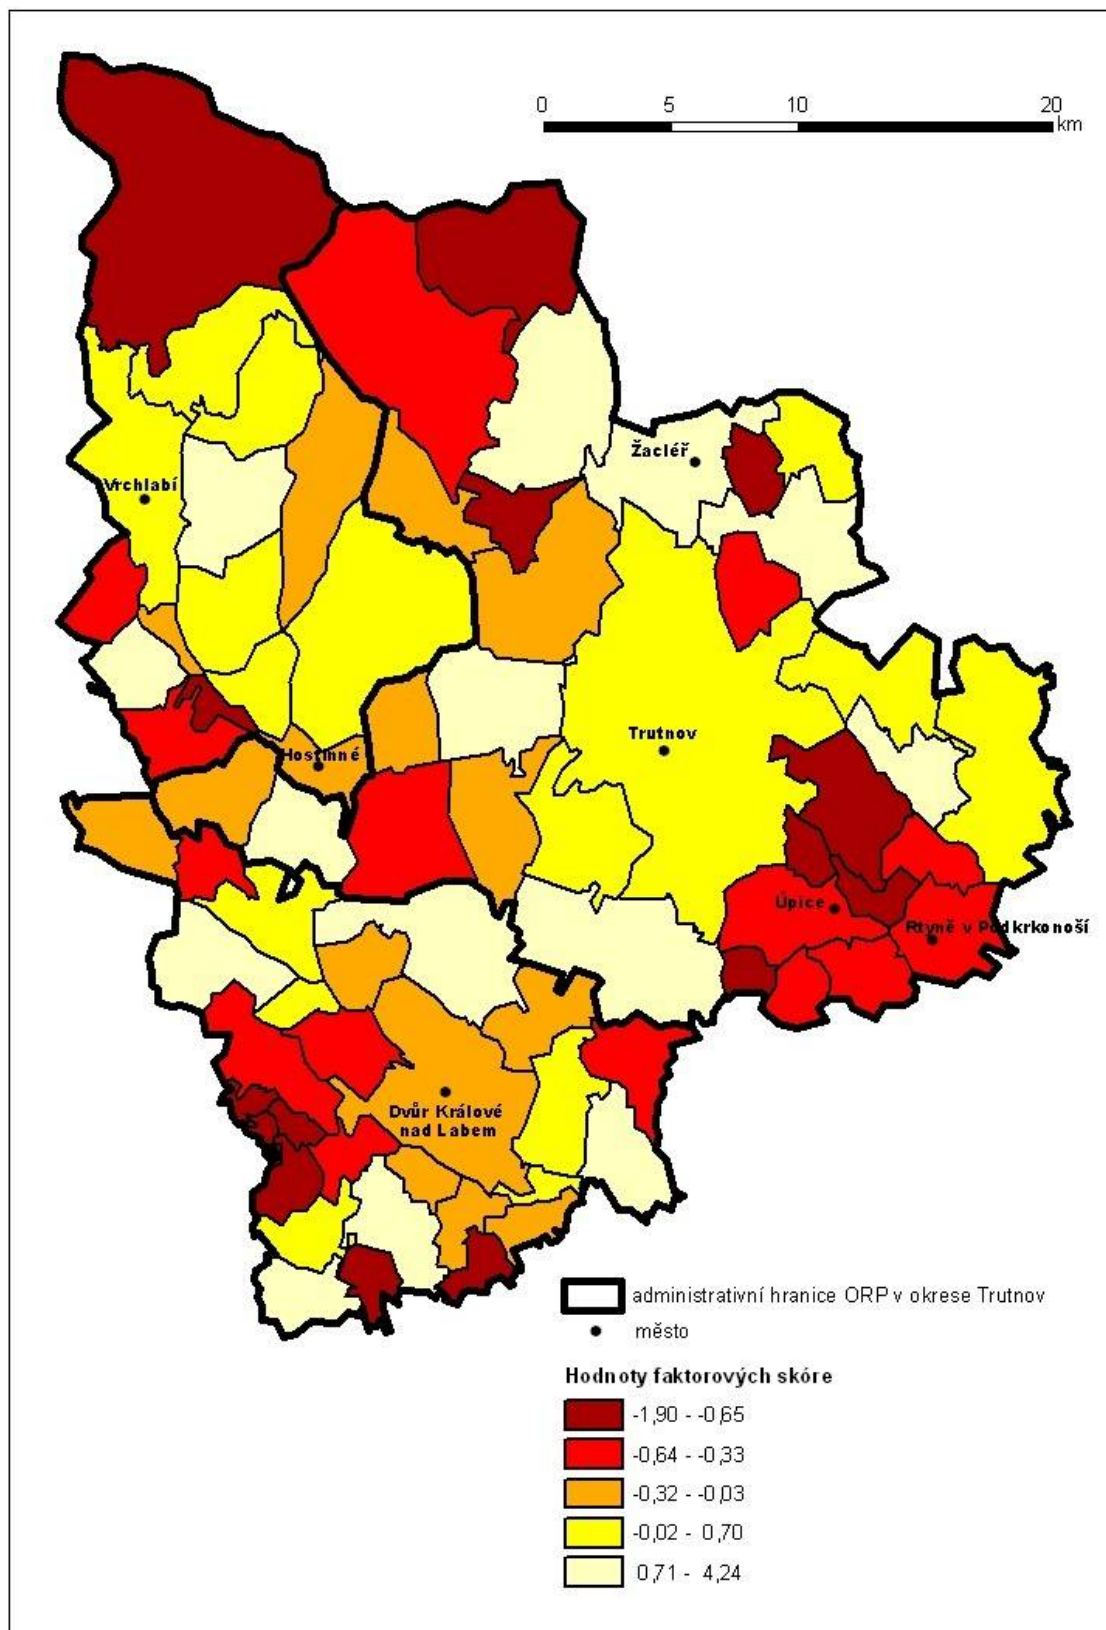 0 5 10 20
km
Žacléř
Vrchlabí
Trutnov
Hostinné
Úpice
Rtyně v Podkrkonoší
Dvůr Králové
nad Labem
administrativní hranice ORP v okrese Trutnov
město
Hodnoty faktorových skóre
-1,90 - -0,65
-0,64 - -0,33
-0,32 - -0,03
-0,02 - 0,70
0,71 - 4,24